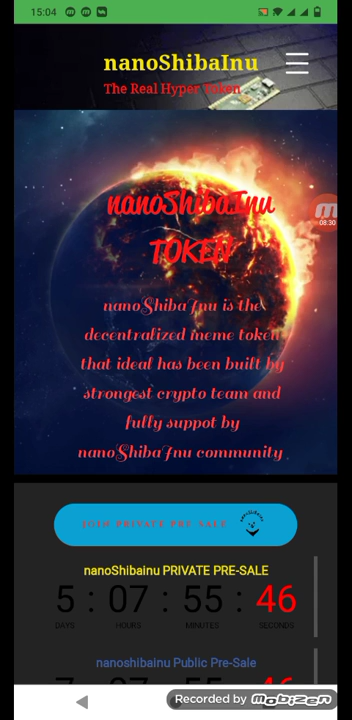 15:04
nanoShibaInu
The Real Hyper Token
08:30
nanoShibaInu
TOKEN
nanoShibaInu is the
decentralized meme token
that ideal has been built by
strongest crypto team and
fully suppot by
nanoShibaInu community
JOIN PRIVATE PRE-SALE
nanoShibainu PRIVATE PRE-SALE
5 : 07 : 55 : 46
DAYS HOURS MINUTES SECONDS
nanoshibainu Public Pre-Sale
Recorded by mobizen